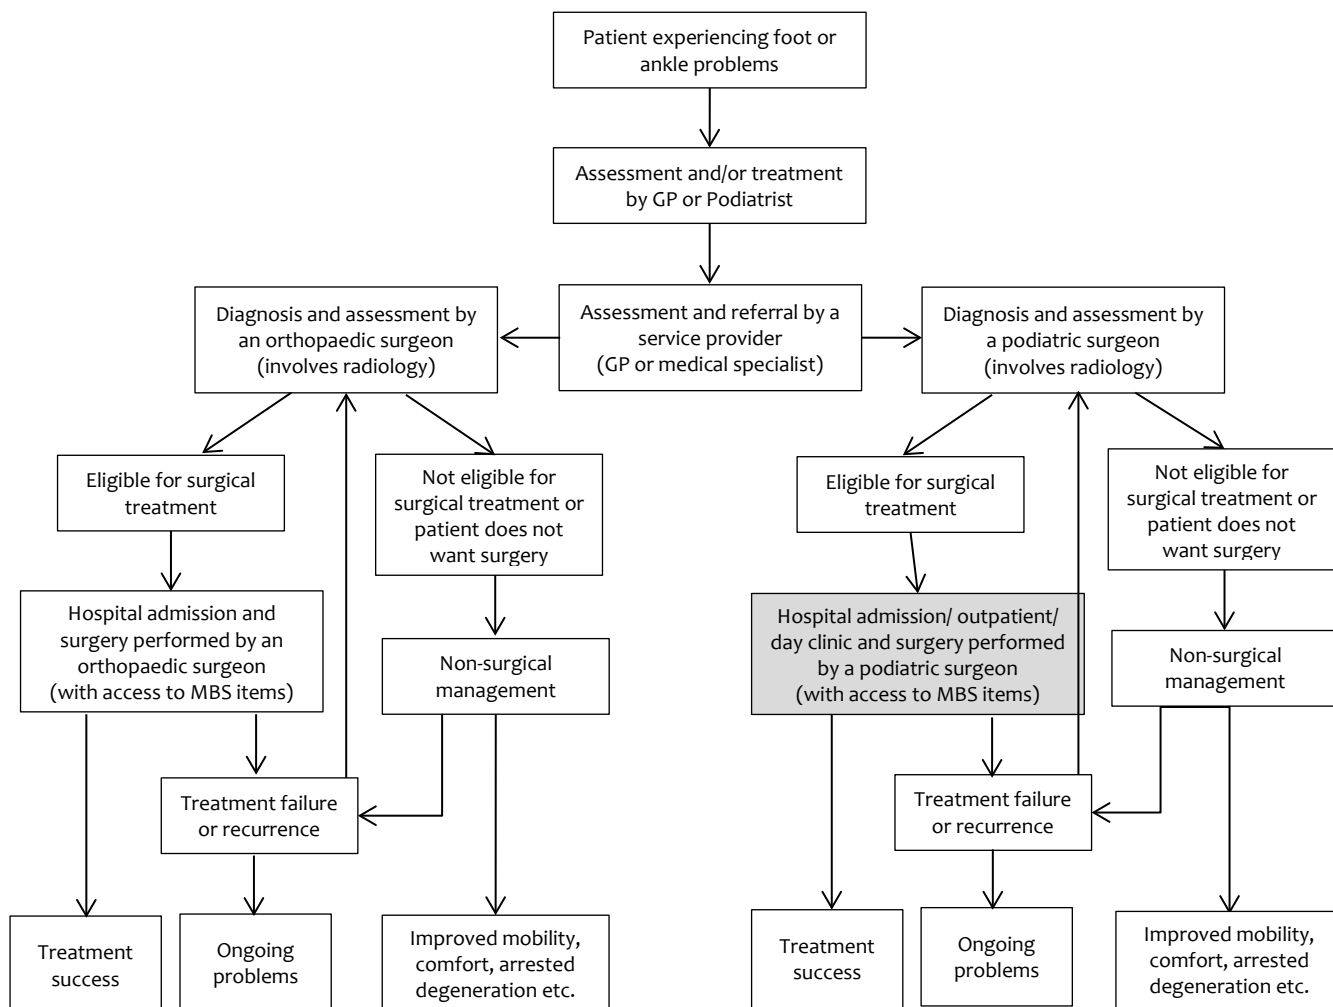 Patient experiencing foot or
ankle problems
Assessment and/or treatment
by GP or Podiatrist
Diagnosis and assessment by
an orthopaedic surgeon
(involves radiology)
Assessment and referral by a
service provider
(GP or medical specialist)
Diagnosis and assessment by
a podiatric surgeon
(involves radiology)
Eligible for surgical
treatment
Not eligible for
surgical treatment or
patient does not
want surgery
Eligible for surgical
treatment
Not eligible for
surgical treatment or
patient does not
want surgery
Hospital admission and
surgery performed by an
orthopaedic surgeon
(with access to MBS items)
Non-surgical
management
Hospital admission/ outpatient/
day clinic and surgery performed
by a podiatric surgeon
(with access to MBS items)
Non-surgical
management
Treatment failure
or recurrence
Treatment failure
or recurrence
Treatment
success
Ongoing
problems
Improved mobility,
comfort, arrested
degeneration etc.
Treatment
success
Ongoing
problems
Improved mobility,
comfort, arrested
degeneration etc.